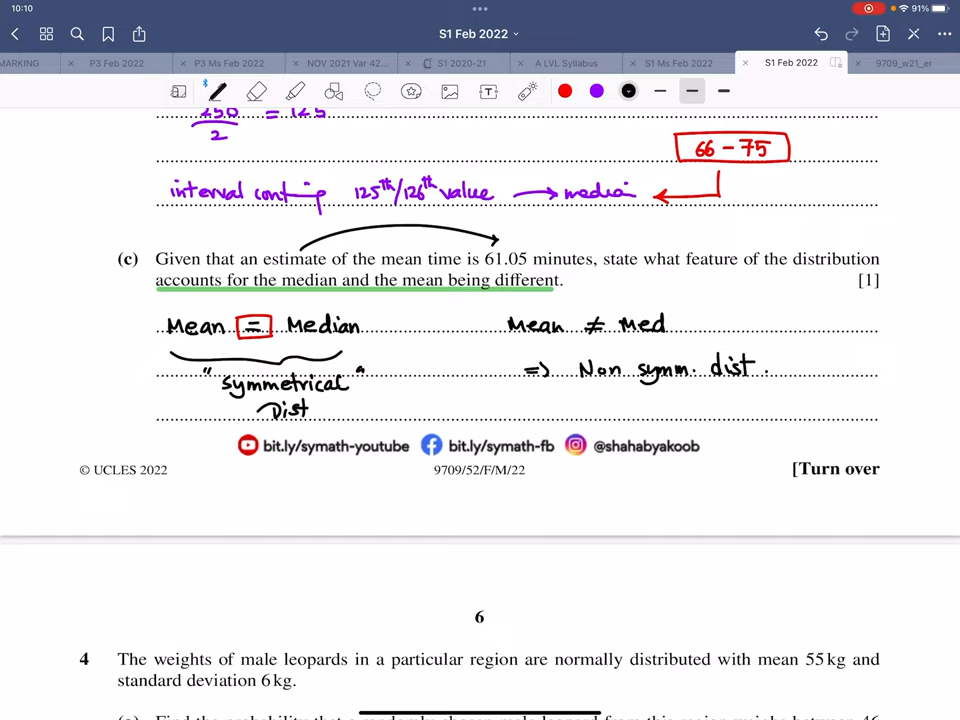 10:10
91%
S1 Feb 2022
MARKING
P3 Feb 2022
P3 Ms Feb 2022
NOV 2021 Var 42...
S1 2020-21
A LVL Syllabus
S1 Ms Feb 2022
S1 Feb 2022
9709_w21_er
250/2 = 125
66 - 75
interval conting 125th/126th value → median
(c) Given that an estimate of the mean time is 61.05 minutes, state what feature of the distribution
accounts for the median and the mean being different. [1]
Mean = Median Mean ≠ Med
"Symmetrical" ⇒ Non symm. dist.
Dist
bit.ly/symath-youtube bit.ly/symath-fb @shahabyakoob
© UCLES 2022 9709/52/F/M/22 [Turn over
6
4 The weights of male leopards in a particular region are normally distributed with mean 55 kg and
standard deviation 6 kg.